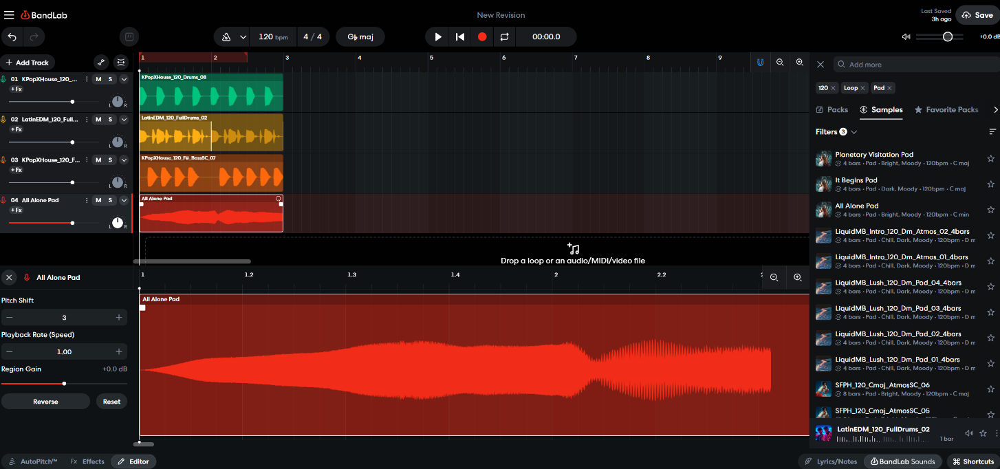 BandLab
New Revision
Last Saved
3h ago
Save
120 bpm
4 / 4
G♭ maj
00:00.0
+0.0 dB
+ Add Track
1 2 3 4 5 6 7 8 9
Add more
01 KPopXHouse_120_...
M S
+ Fx
L R
KPopXHouse_120_Drums_08
120 Loop Pad
02 LatinEDM_120_Full...
M S
+ Fx
L R
LatinEDM_120_FullDrums_02
Packs Samples Favorite Packs
Filters 3
03 KPopXHouse_120_F...
M S
+ Fx
L R
KPopXHouse_120_F#_BassSC_07
04 All Alone Pad
M S
+ Fx
L R
All Alone Pad
Drop a loop or an audio/MIDI/video file
Planetary Visitation Pad
4 bars • Pad • Bright, Moody • 120bpm • C maj
It Begins Pad
4 bars • Pad • Dark, Moody • 120bpm • C maj
All Alone Pad
4 bars • Pad • Bright, Moody • 120bpm • C min
LiquidMB_Intro_120_Dm_Atmos_02_4bars
4 bars • Pad • Chill, Dark, Moody • 120bpm • D m
LiquidMB_Intro_120_Dm_Atmos_01_4bars
4 bars • Pad • Chill, Dark, Moody • 120bpm • D m
LiquidMB_Lush_120_Dm_Pad_04_4bars
4 bars • Pad • Chill, Dark, Moody • 120bpm • D m
LiquidMB_Lush_120_Dm_Pad_03_4bars
4 bars • Pad • Chill, Dark, Moody • 120bpm • D m
LiquidMB_Lush_120_Dm_Pad_02_4bars
4 bars • Pad • Chill, Dark, Moody • 120bpm • D m
LiquidMB_Lush_120_Dm_Pad_01_4bars
4 bars • Pad • Chill, Dark, Moody • 120bpm • D m
SFPH_120_Cmaj_AtmosSC_06
8 bars • Pad • Bright, Moody • 120bpm • C maj
SFPH_120_Cmaj_AtmosSC_05
LatinEDM_120_FullDrums_02
1 bar
All Alone Pad
1 1.2 1.3 1.4 2 2.2
All Alone Pad
Pitch Shift
3
Playback Rate (Speed)
1.00
Region Gain +0.0 dB
Reverse Reset
AutoPitch™ Fx Effects Editor
Lyrics/Notes BandLab Sounds Shortcuts